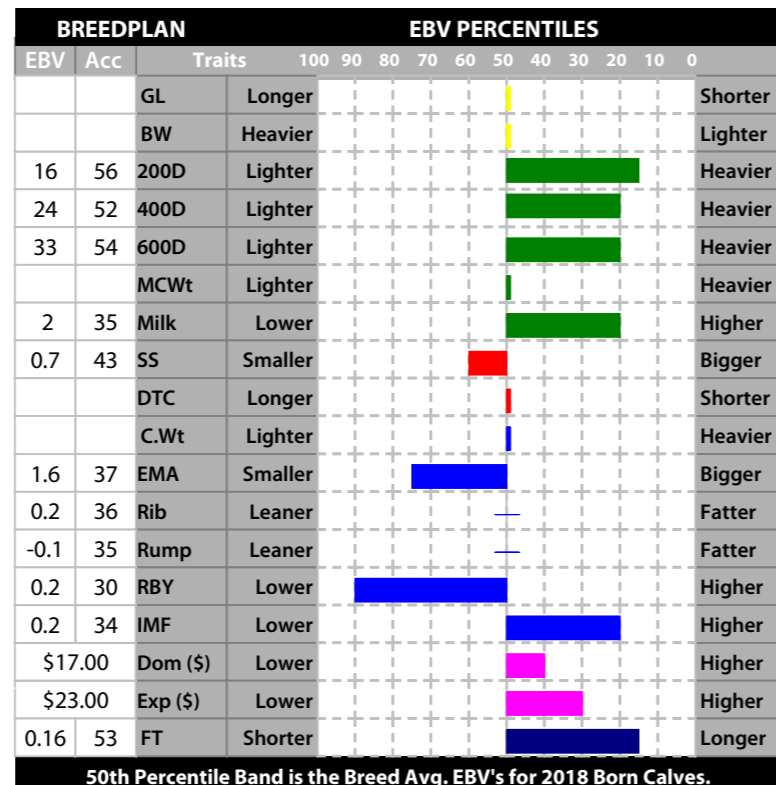 BREEDPLAN EBV PERCENTILES
EBV Acc Traits 100 90 80 70 60 50 40 30 20 10 0
GL Longer Shorter
BW Heavier Lighter
16 56 200D Lighter Heavier
24 52 400D Lighter Heavier
33 54 600D Lighter Heavier
MCWt Lighter Heavier
2 35 Milk Lower Higher
0.7 43 SS Smaller Bigger
DTC Longer Shorter
C.Wt Lighter Heavier
1.6 37 EMA Smaller Bigger
0.2 36 Rib Leaner Fatter
-0.1 35 Rump Leaner Fatter
0.2 30 RBY Lower Higher
0.2 34 IMF Lower Higher
$17.00 Dom ($) Lower Higher
$23.00 Exp ($) Lower Higher
0.16 53 FT Shorter Longer
50th Percentile Band is the Breed Avg. EBV's for 2018 Born Calves.